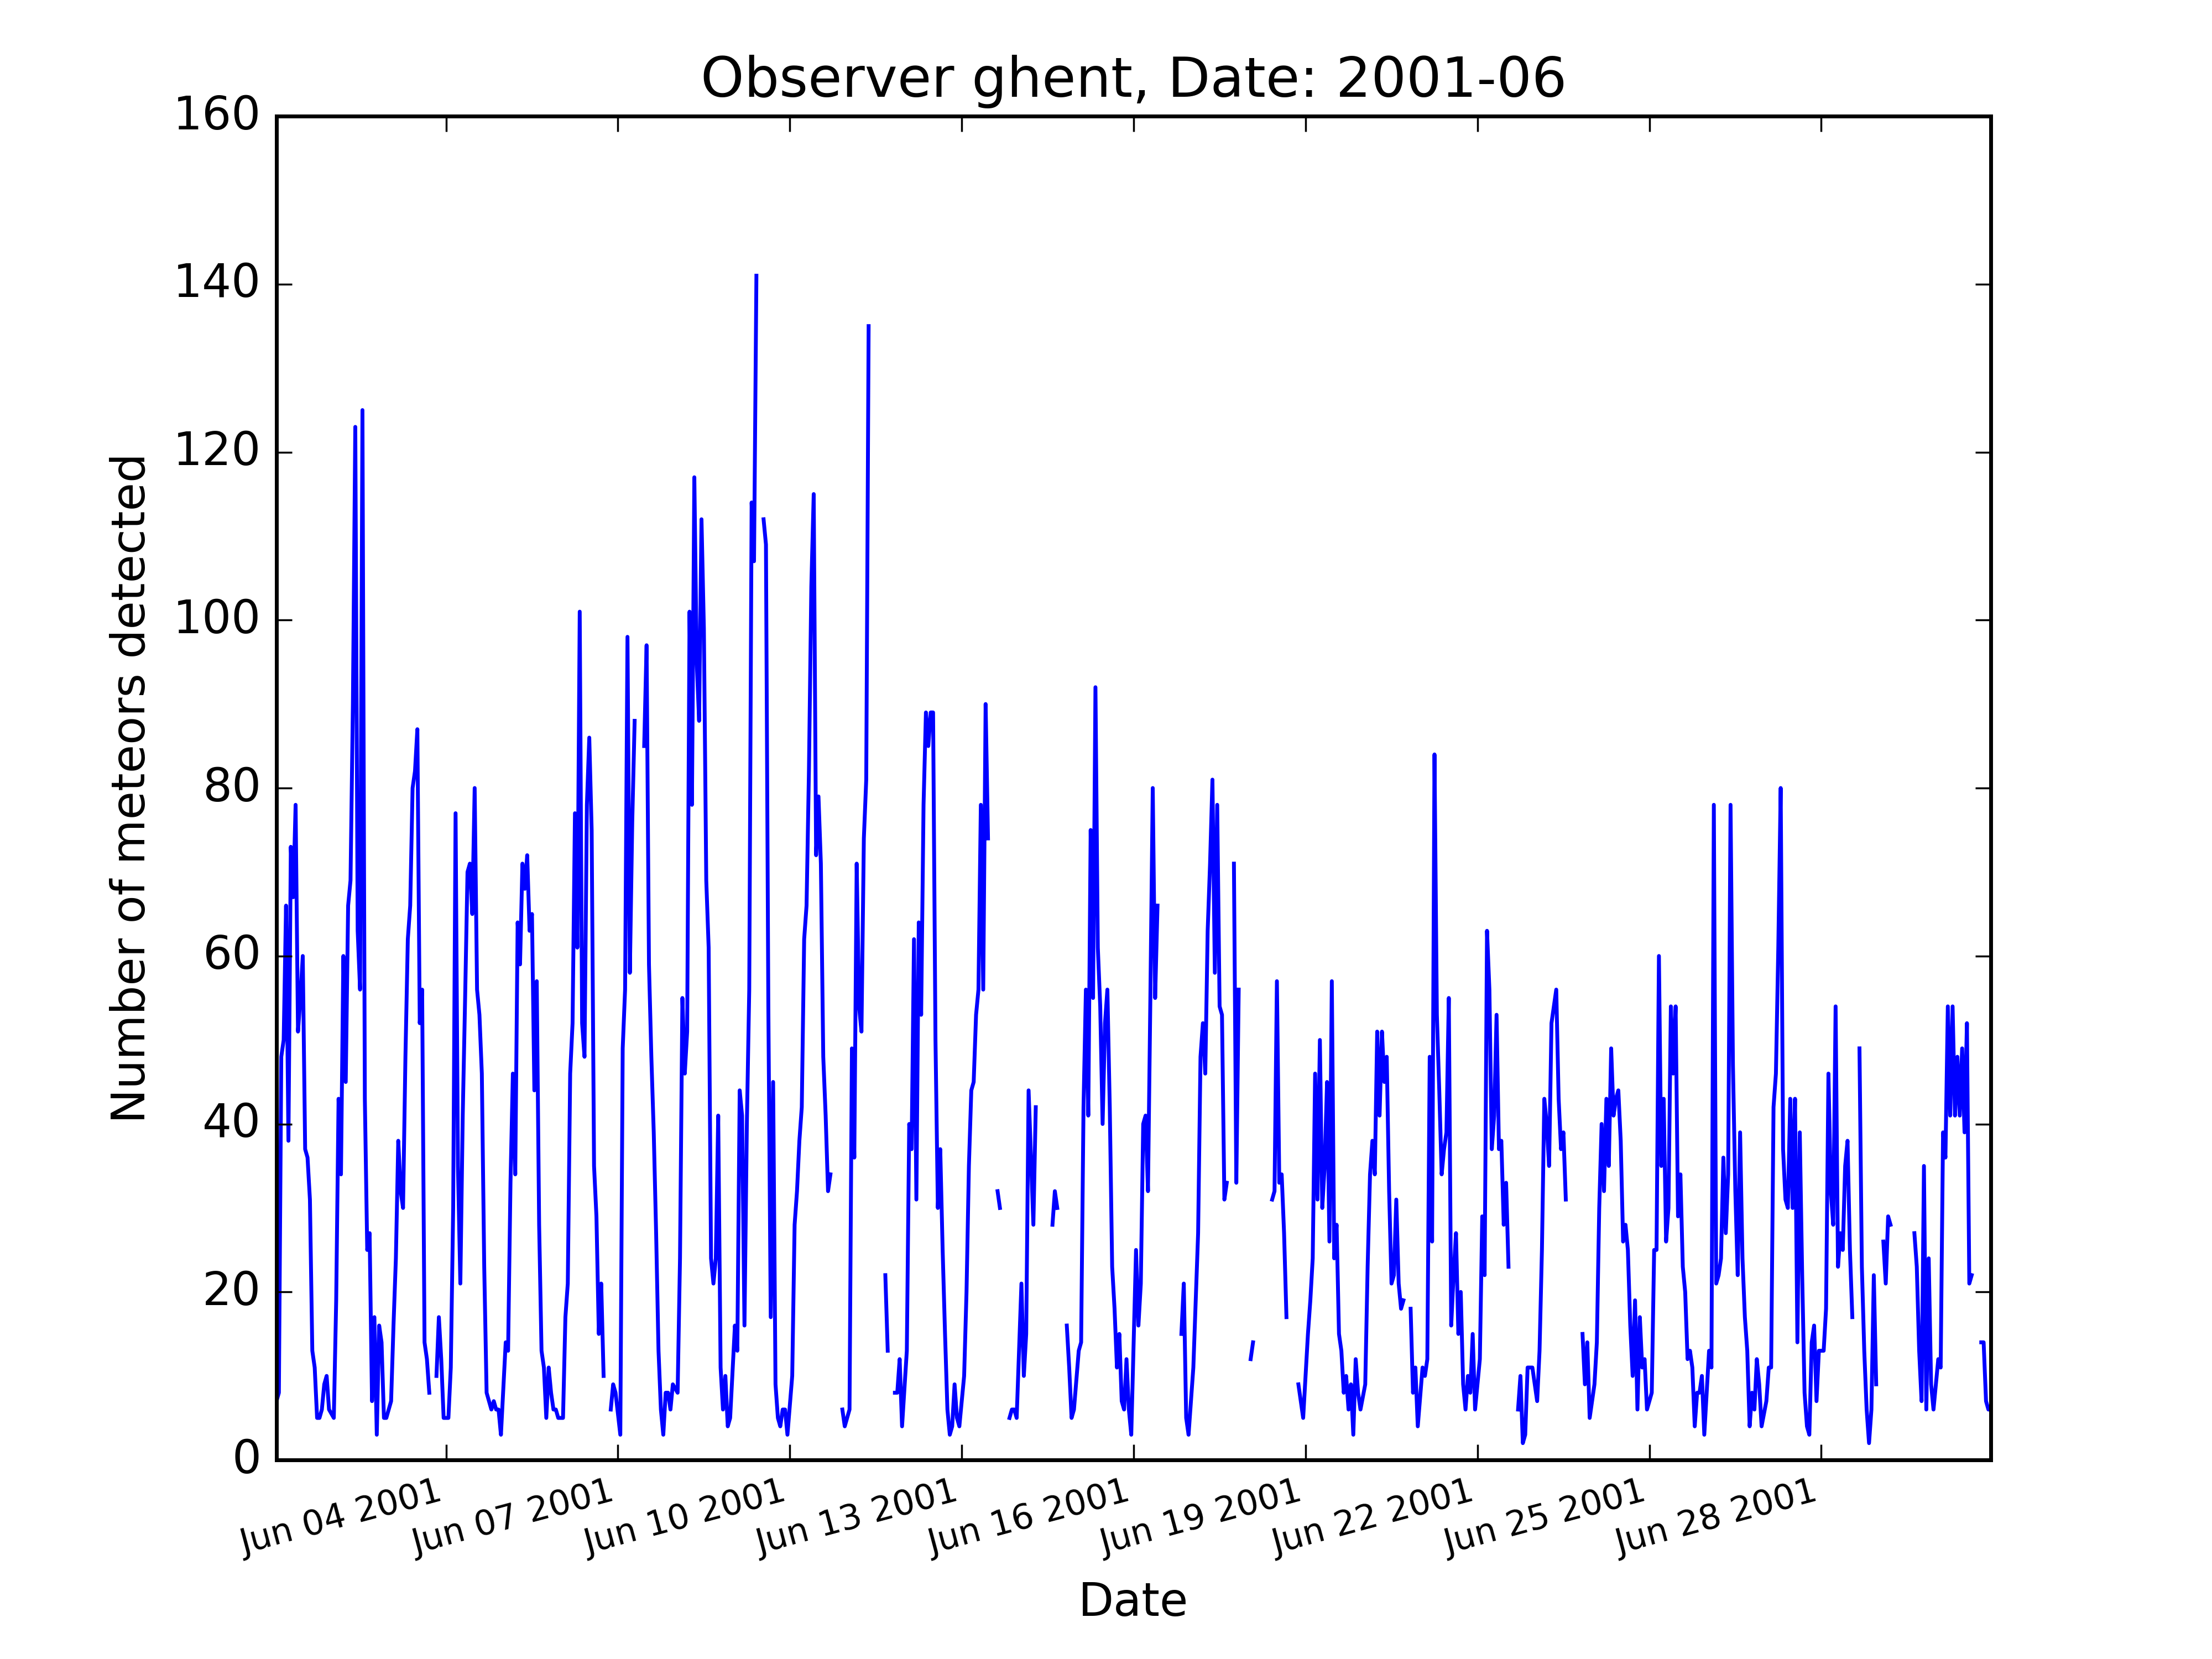 Observer ghent, Date: 2001-06
160
140
120
100
80
60
40
20
0
Number of meteors detected
Jun 04 2001
Jun 07 2001
Jun 10 2001
Jun 13 2001
Jun 16 2001
Jun 19 2001
Jun 22 2001
Jun 25 2001
Jun 28 2001
Date